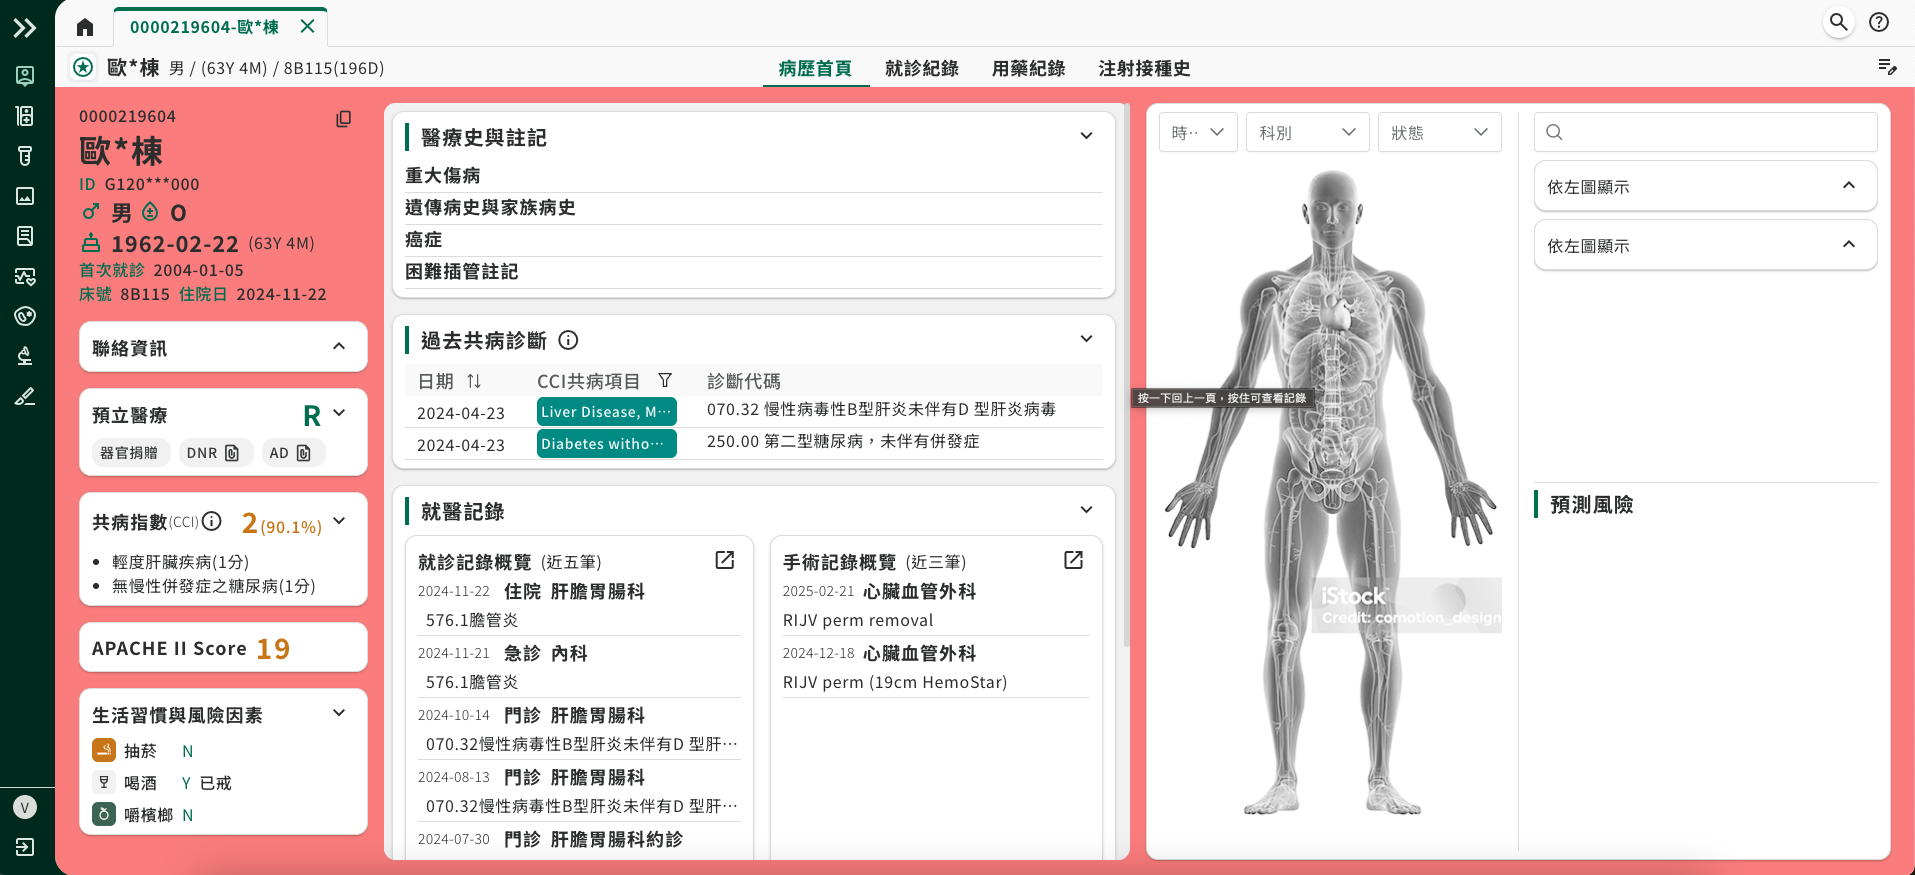 0000219604-歐*棟
歐*棟 男 / (63Y 4M) / 8B115(196D)
病歷首頁 就診紀錄 用藥紀錄 注射接種史
0000219604
歐*棟
ID G120***000
男 O
1962-02-22 (63Y 4M)
首次就診 2004-01-05
床號 8B115 住院日 2024-11-22
聯絡資訊
預立醫療 R
器官捐贈 DNR AD
共病指數(CCI) 2(90.1%)
輕度肝臟疾病(1分)
無慢性併發症之糖尿病(1分)
APACHE II Score 19
生活習慣與風險因素
抽菸 N
喝酒 Y 已戒
嚼檳榔 N
V
醫療史與註記
重大傷病
遺傳病史與家族病史
癌症
困難插管註記
過去共病診斷
日期 CCI共病項目 診斷代碼
2024-04-23 Liver Disease, M··· 070.32 慢性病毒性B型肝炎未伴有D 型肝炎病毒
2024-04-23 Diabetes witho··· 250.00 第二型糖尿病，未伴有併發症
就醫記錄
就診記錄概覽 (近五筆)
2024-11-22 住院 肝膽胃腸科
576.1膽管炎
2024-11-21 急診 內科
576.1膽管炎
2024-10-14 門診 肝膽胃腸科
070.32慢性病毒性B型肝炎未伴有D 型肝···
2024-08-13 門診 肝膽胃腸科
070.32慢性病毒性B型肝炎未伴有D 型肝···
2024-07-30 門診 肝膽胃腸科約診
手術記錄概覽 (近三筆)
2025-02-21 心臟血管外科
RIJV perm removal
2024-12-18 心臟血管外科
RIJV perm (19cm HemoStar)
時·· 科別 狀態
按一下回上一頁，按住可查看記錄
iStock
Credit: comotion_design
依左圖顯示
依左圖顯示
預測風險